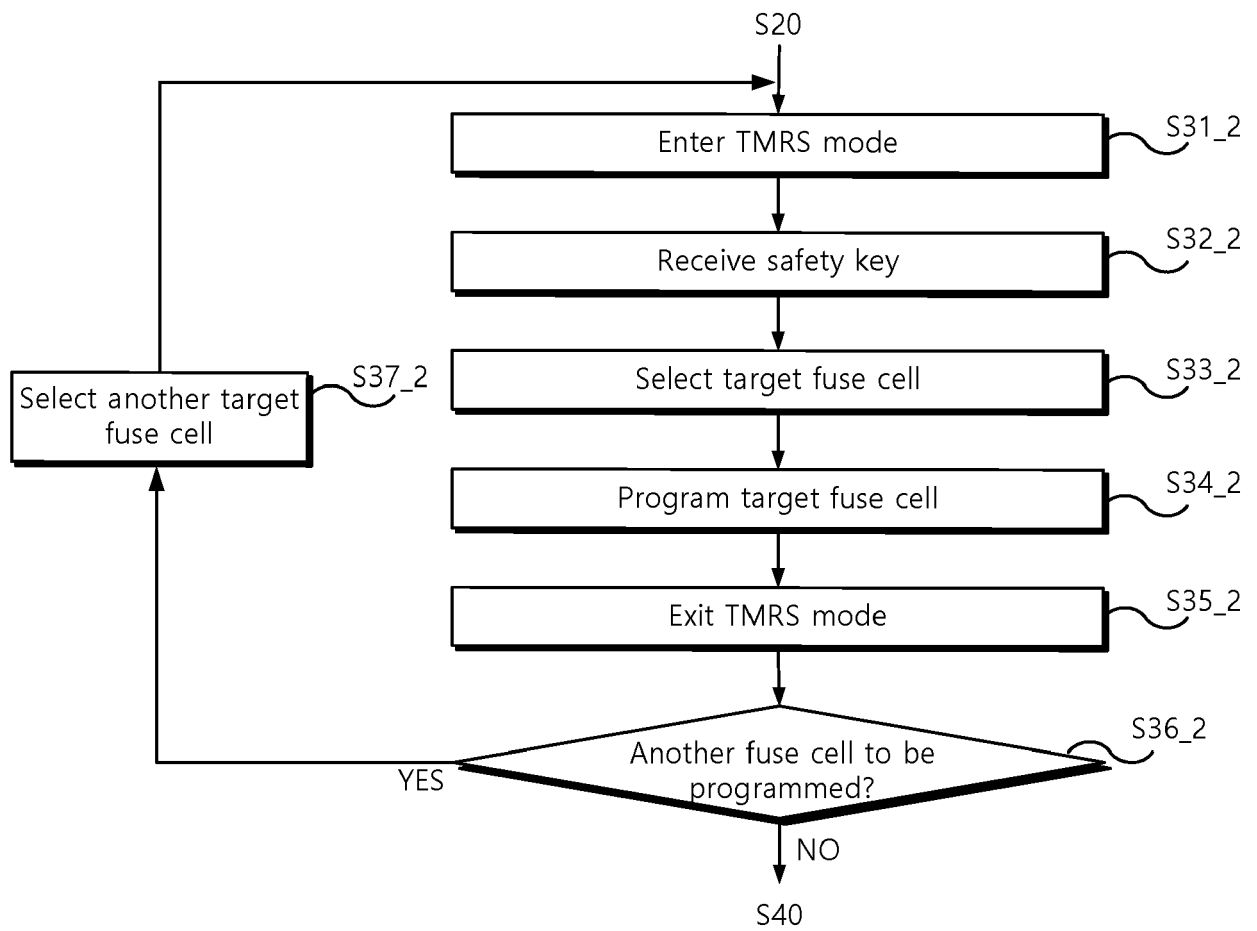 S20
Enter TMRS mode
S31_2
Receive safety key
S32_2
Select target fuse cell
S33_2
Select another target
fuse cell
S37_2
Program target fuse cell
S34_2
Exit TMRS mode
S35_2
Another fuse cell to be
programmed?
S36_2
YES
NO
S40